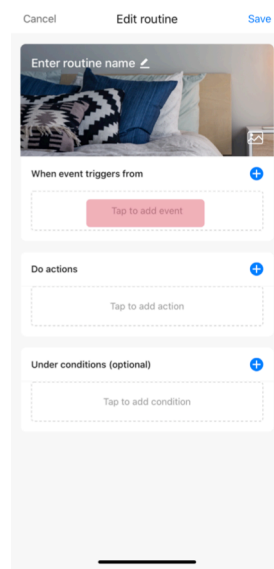 Cancel Edit routine Save
Enter routine name
When event triggers from
Tap to add event
Do actions
Tap to add action
Under conditions (optional)
Tap to add condition